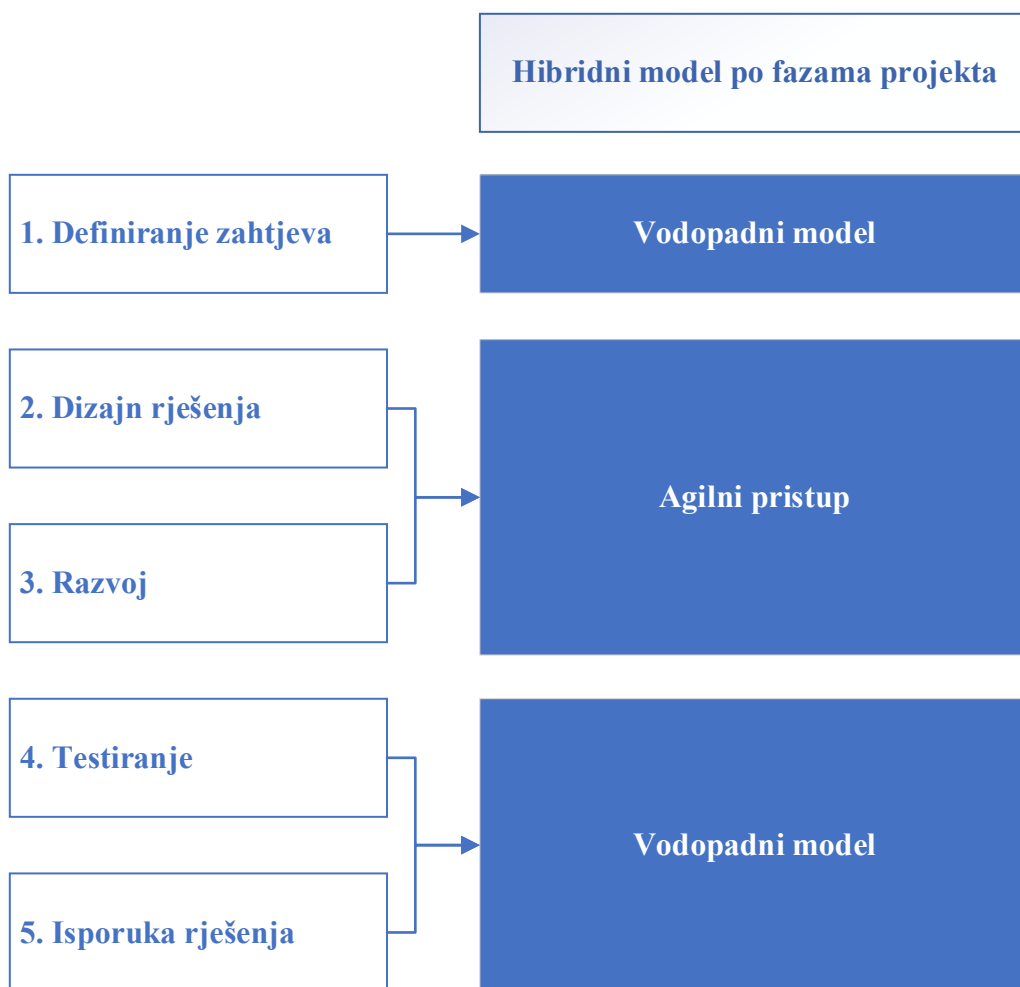 Hibridni model po fazama projekta
1. Definiranje zahtjeva
Vodopadni model
2. Dizajn rješenja
Agilni pristup
3. Razvoj
4. Testiranje
Vodopadni model
5. Isporuka rješenja